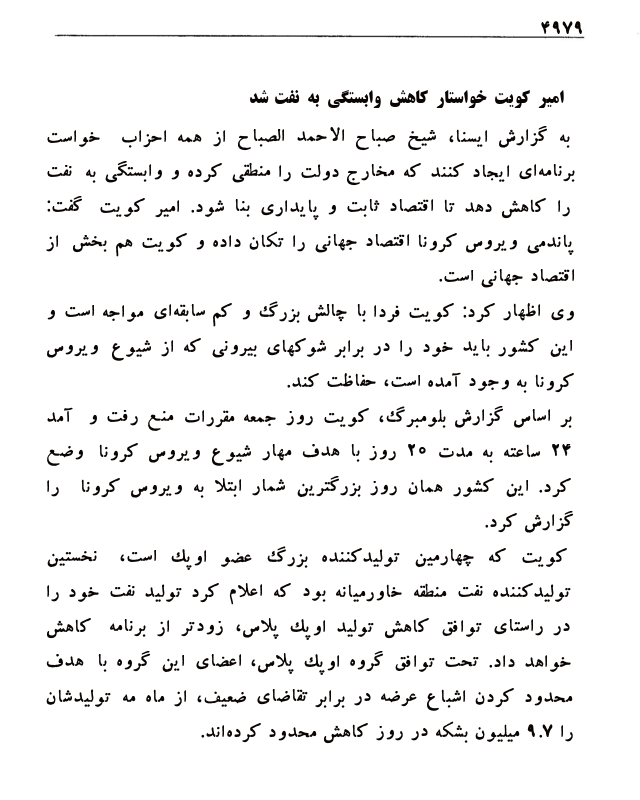 ۴۹۷۹
امیر کویت خواستار کاهش وابستگی به نفت شد
به گزارش ایسنا، شیخ صباح الاحمد الصباح از همه احزاب خواست
برنامه‌ای ایجاد کنند که مخارج دولت را منطقی کرده و وابستگی به نفت
را کاهش دهد تا اقتصاد ثابت و پایداری بنا شود. امیر کویت گفت:
پاندمی ویروس کرونا اقتصاد جهانی را تکان داده و کویت هم بخش از
اقتصاد جهانی است.
وی اظهار کرد: کویت فردا با چالش بزرگ و کم سابقه‌ای مواجه است و
این کشور باید خود را در برابر شوکهای بیرونی که از شیوع ویروس
کرونا به وجود آمده است، حفاظت کند.
بر اساس گزارش بلومبرگ، کویت روز جمعه مقررات منع رفت و آمد
۲۴ ساعته به مدت ۲۰ روز با هدف مهار شیوع ویروس کرونا وضع
کرد. این کشور همان روز بزرگترین شمار ابتلا به ویروس کرونا را
گزارش کرد.
کویت که چهارمین تولیدکننده بزرگ عضو اوپک است، نخستین
تولیدکننده نفت منطقه خاورمیانه بود که اعلام کرد تولید نفت خود را
در راستای توافق کاهش تولید اوپک پلاس، زودتر از برنامه کاهش
خواهد داد. تحت توافق گروه اوپک پلاس، اعضای این گروه با هدف
محدود کردن اشباع عرضه در برابر تقاضای ضعیف، از ماه مه تولیدشان
را ۹.۷ میلیون بشکه در روز کاهش محدود کرده‌اند.